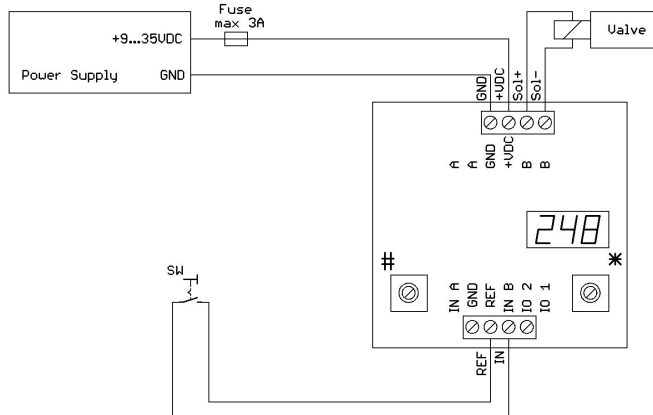 Fuse
max 3A
+9...35VDC
Power Supply GND
Valve
GND
+VDC
Sol+
Sol-
A
A
GND
+VDC
B
B
248
#
*
SW
IN A
GND
REF
IN B
IO 2
IO 1
REF
IN